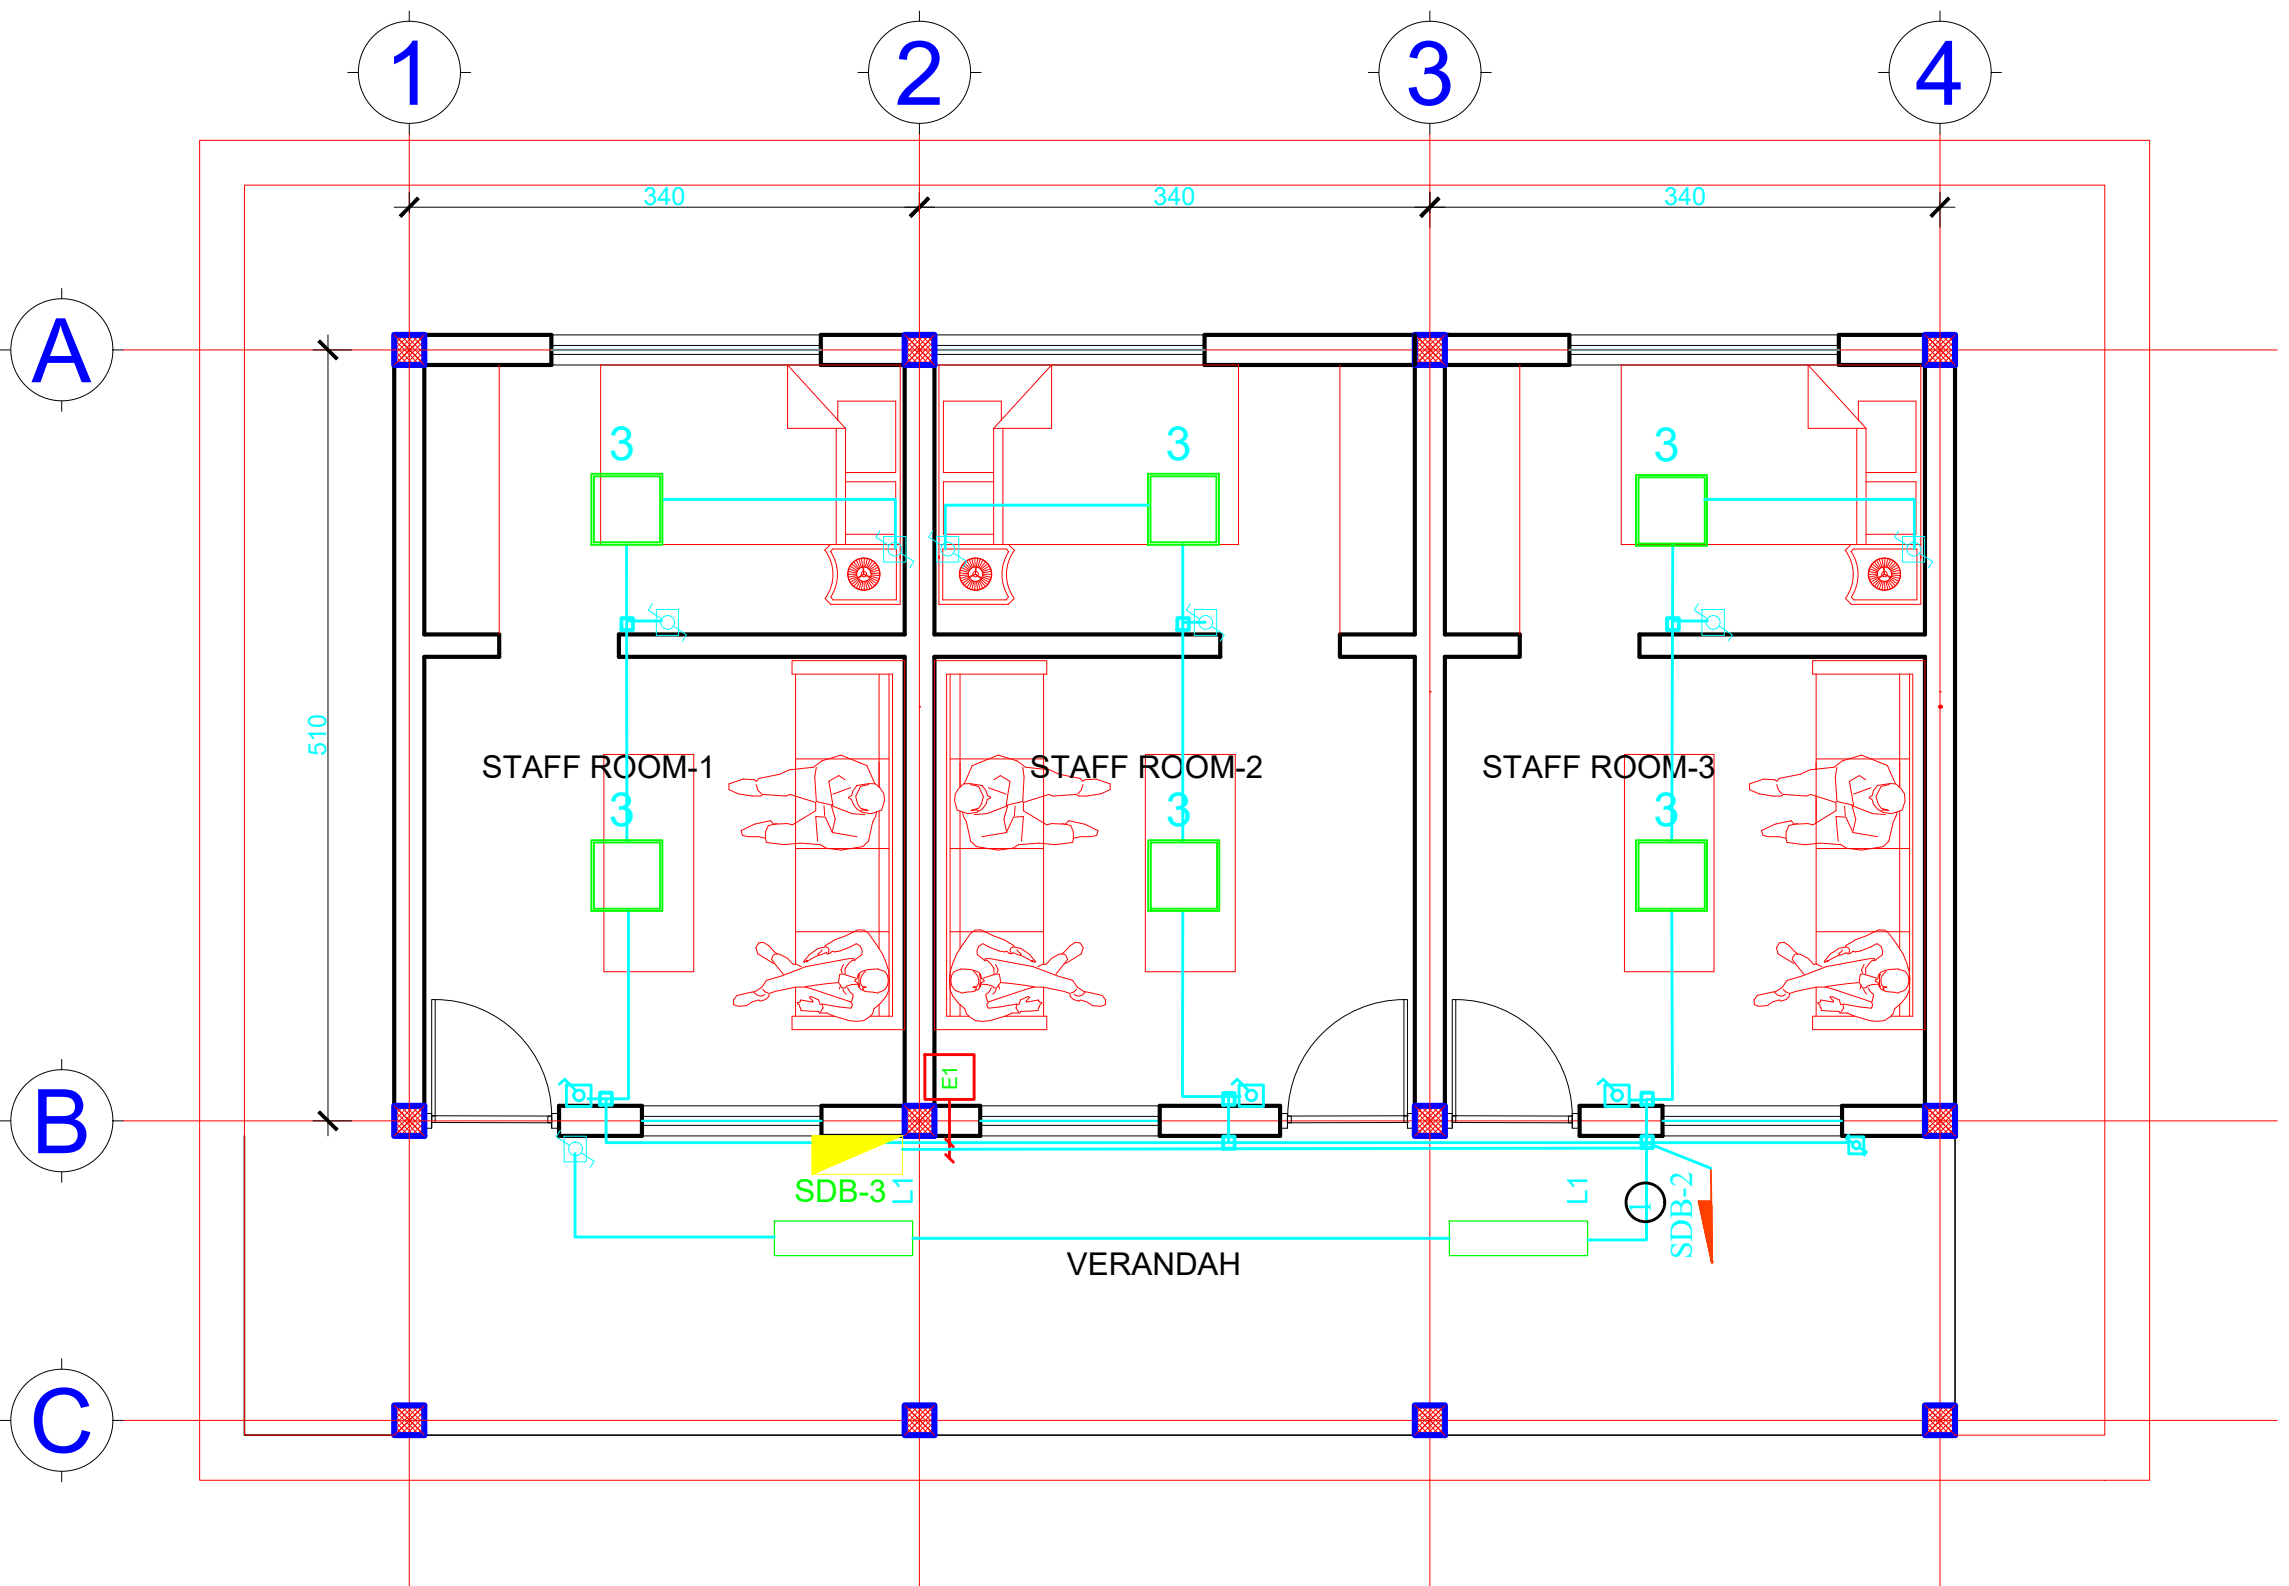 1 2 3 4
340 340 340
A
3 3 3
510
STAFF ROOM-1 STAFF ROOM-2 STAFF ROOM-3
3 3 3
E1
B
SDB-3 L1 L1 1 SDB-2
VERANDAH
C